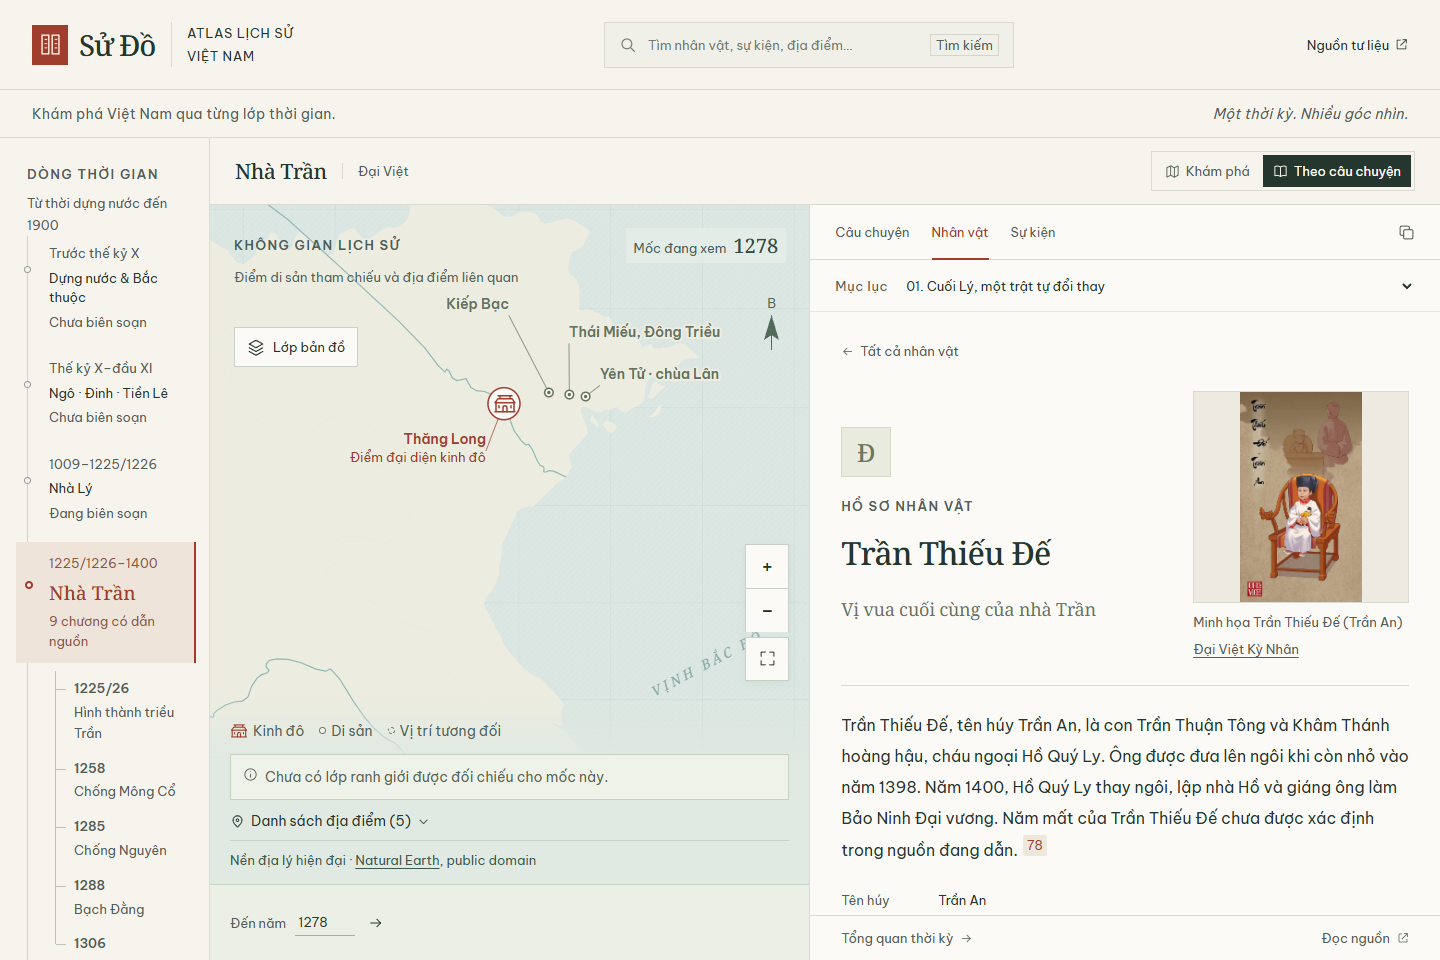 Sử Đồ
ATLAS LỊCH SỬ
VIỆT NAM
Tìm nhân vật, sự kiện, địa điểm...
Tìm kiếm
Nguồn tư liệu
Khám phá Việt Nam qua từng lớp thời gian.
Một thời kỳ. Nhiều góc nhìn.
DÒNG THỜI GIAN
Từ thời dựng nước đến
1900
Trước thế kỷ X
Dựng nước & Bắc
thuộc
Chưa biên soạn
Thế kỷ X–đầu XI
Ngô · Đinh · Tiền Lê
Chưa biên soạn
1009–1225/1226
Nhà Lý
Đang biên soạn
1225/1226–1400
Nhà Trần
9 chương có dẫn
nguồn
1225/26
Hình thành triều
Trần
1258
Chống Mông Cổ
1285
Chống Nguyên
1288
Bạch Đằng
1306
Nhà Trần
Đại Việt
Khám phá
Theo câu chuyện
KHÔNG GIAN LỊCH SỬ
Điểm di sản tham chiếu và địa điểm liên quan
Mốc đang xem 1278
Kiếp Bạc
B
Thái Miếu, Đông Triều
Lớp bản đồ
Yên Tử · chùa Lân
Thăng Long
Điểm đại diện kinh đô
+
−
VỊNH BẮC BỘ
Kinh đô
Di sản
Vị trí tương đối
Chưa có lớp ranh giới được đối chiếu cho mốc này.
Danh sách địa điểm (5)
Nền địa lý hiện đại · Natural Earth, public domain
Đến năm 1278 →
Câu chuyện
Nhân vật
Sự kiện
Mục lục
01. Cuối Lý, một trật tự đổi thay
← Tất cả nhân vật
Đ
HỒ SƠ NHÂN VẬT
Trần Thiếu Đế
Vị vua cuối cùng của nhà Trần
Minh họa Trần Thiếu Đế (Trần An)
Đại Việt Kỳ Nhân
Trần Thiếu Đế, tên húy Trần An, là con Trần Thuận Tông và Khâm Thánh
hoàng hậu, cháu ngoại Hồ Quý Ly. Ông được đưa lên ngôi khi còn nhỏ vào
năm 1398. Năm 1400, Hồ Quý Ly thay ngôi, lập nhà Hồ và giáng ông làm
Bảo Ninh Đại vương. Năm mất của Trần Thiếu Đế chưa được xác định
trong nguồn đang dẫn. 78
Tên húy
Trần An
Tổng quan thời kỳ →
Đọc nguồn